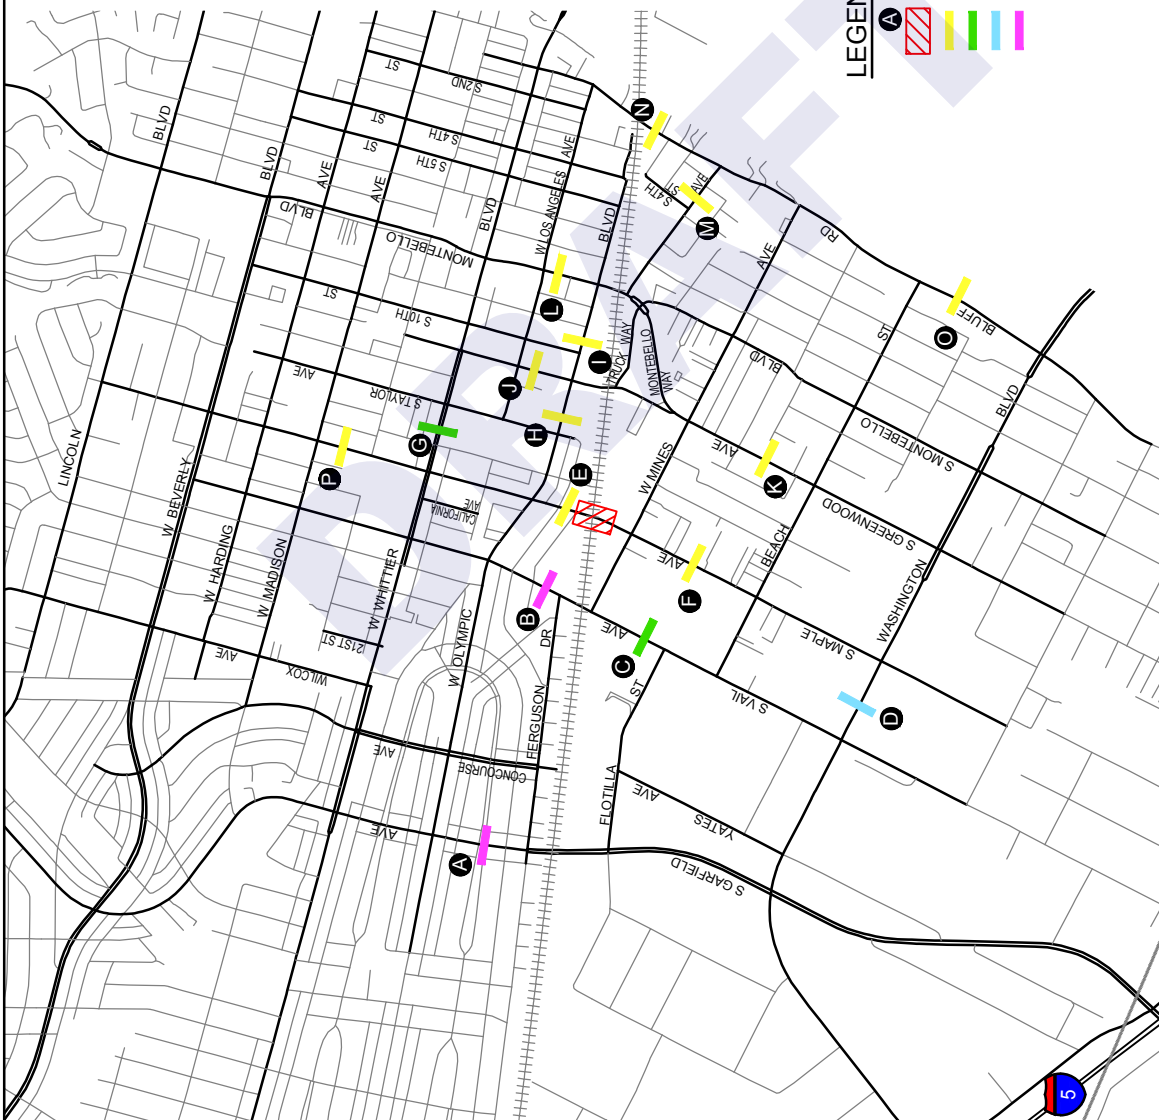 LINCOLN
BLVD
W BEVERLY
BLVD
W HARDING
AVE
W MADISON
AVE
W WHITTIER
BLVD
W OLYMPIC
W LOS ANGELES
AVE
FERGUSON
DR
BLVD
FLOTILLA
ST
W MINES
AVE
BEACH
ST
WASHINGTON
BLVD
TRUCK WAY
MONTEBELLO
WAY
CALIFORNIA
AVE
21ST ST
WILCOX
AVE
CONCOURSE
AVE
AVE
S GARFIELD
YATES
AVE
S VAIL
AVE
S MAPLE
AVE
S GREENWOOD
AVE
S MONTEBELLO
BLVD
MONTEBELLO
BLVD
S TAYLOR
AVE
S 10TH
ST
S 5TH
ST
S 4TH
ST
S 2ND
ST
S 4TH
ST
AVE
BLUFF
RD
A
B
C
D
E
F
G
H
I
J
K
L
M
N
O
P
5
LEGEN
A
DRAFT